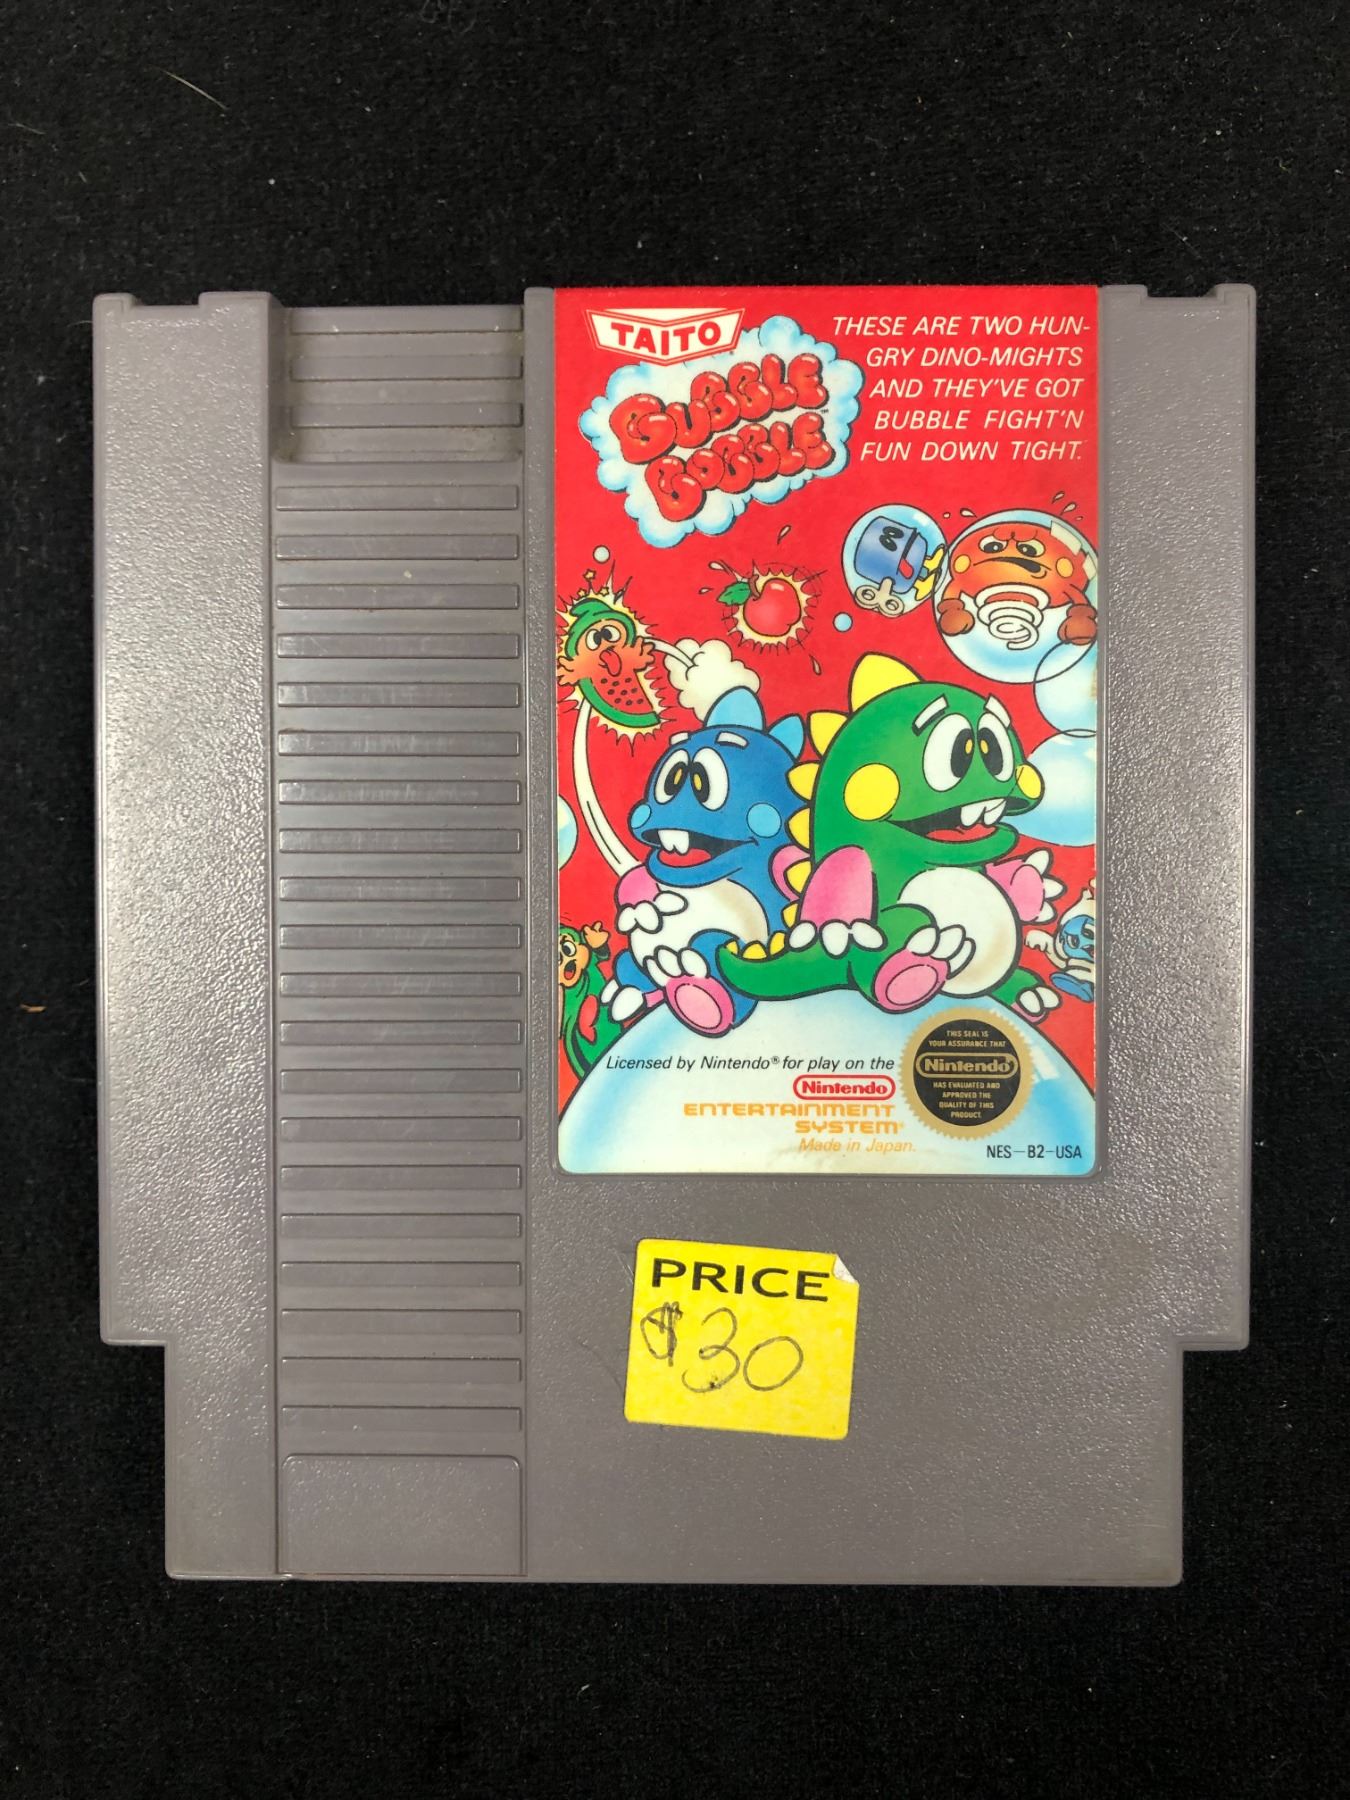 TAITO
BUBBLE
BOBBLE™
THESE ARE TWO HUN-
GRY DINO-MIGHTS
AND THEY'VE GOT
BUBBLE FIGHT'N
FUN DOWN TIGHT.
Licensed by Nintendo® for play on the
Nintendo
ENTERTAINMENT
SYSTEM®
Made in Japan.
THIS SEAL IS
YOUR ASSURANCE THAT
Nintendo
HAS EVALUATED AND
APPROVED THE
QUALITY OF THIS
PRODUCT.
NES-B2-USA
PRICE
$30